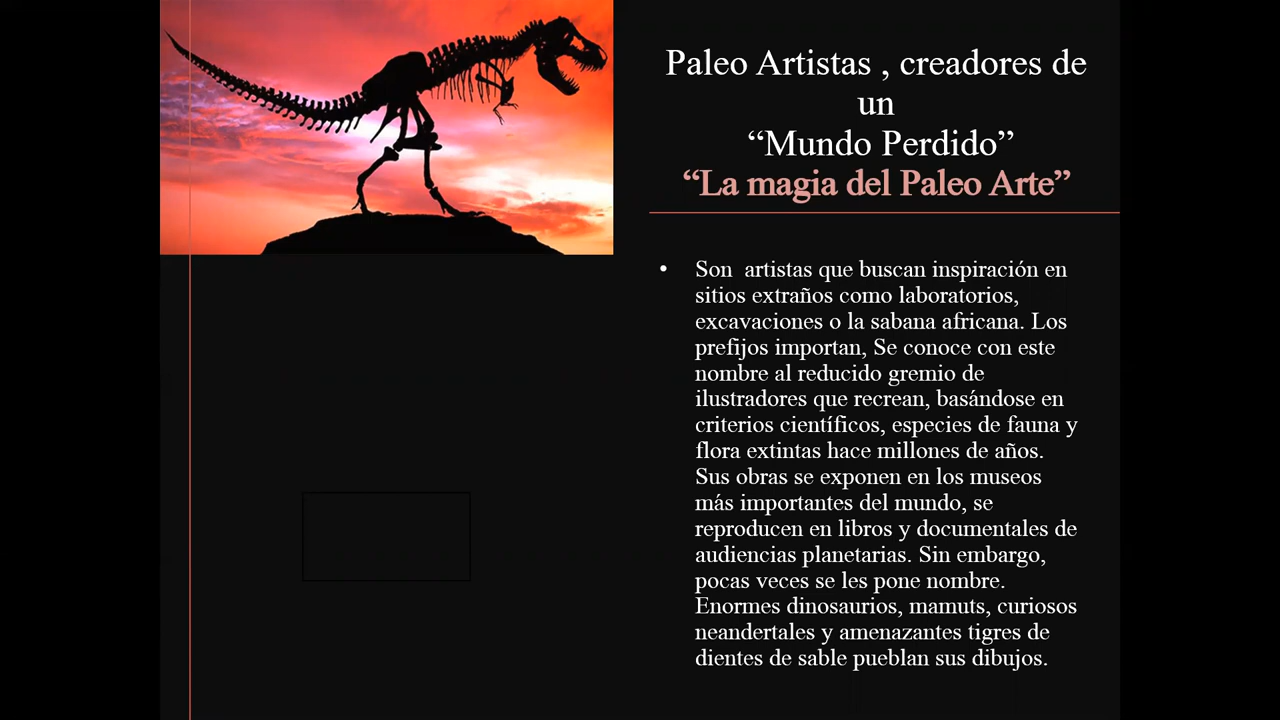 Paleo Artistas , creadores de
un
“Mundo Perdido”
“La magia del Paleo Arte”
• Son  artistas que buscan inspiración en
sitios extraños como laboratorios,
excavaciones o la sabana africana. Los
prefijos importan, Se conoce con este
nombre al reducido gremio de
ilustradores que recrean, basándose en
criterios científicos, especies de fauna y
flora extintas hace millones de años.
Sus obras se exponen en los museos
más importantes del mundo, se
reproducen en libros y documentales de
audiencias planetarias. Sin embargo,
pocas veces se les pone nombre.
Enormes dinosaurios, mamuts, curiosos
neandertales y amenazantes tigres de
dientes de sable pueblan sus dibujos.